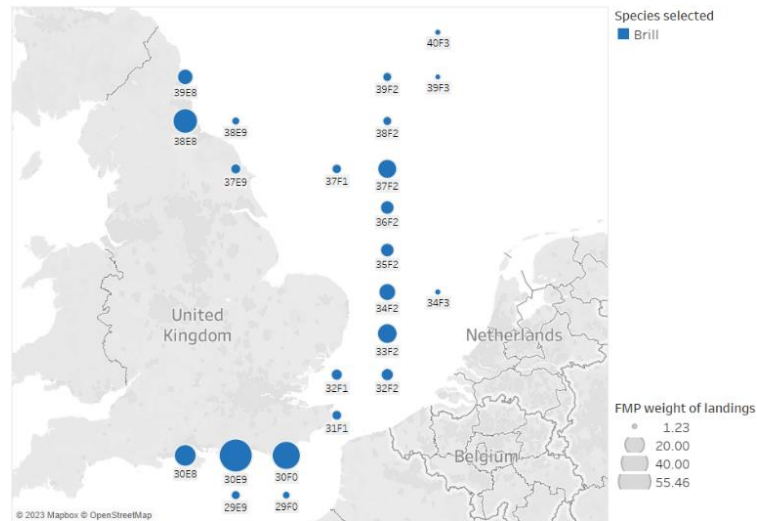 Species selected
Brill
40F3
39E8
39F2
39F3
38E8
38E9
38F2
37E9
37F1
37F2
36F2
35F2
34F2
34F3
United
Kingdom
33F2
Netherlands
32F1
32F2
31F1
FMP weight of landings
1.23
20.00
40.00
55.46
30E8
30E9
30F0
Belgium
29E9
29F0
© 2023 Mapbox © OpenStreetMap